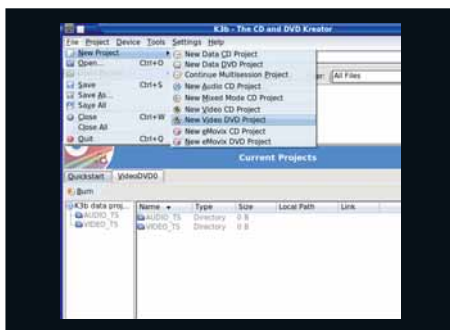 K3b - The CD and DVD Kreator
File Project Device Tools Settings Help
New Project
Open... Ctrl+O
Save Ctrl+S
Save As...
Save All
Close Ctrl+W
Close All
Quit Ctrl+Q
New Data CD Project
New Data DVD Project
Continue Multisession Project
New Audio CD Project
New Mixed Mode CD Project
New Video CD Project
New Video DVD Project
New eMovix CD Project
New eMovix DVD Project
All Files
Current Projects
Quickstart VideoDVD0
Burn
K3b data proj...
AUDIO_TS
VIDEO_TS
Name Type Size Local Path Link
AUDIO_TS Directory 0 B
VIDEO_TS Directory 0 B